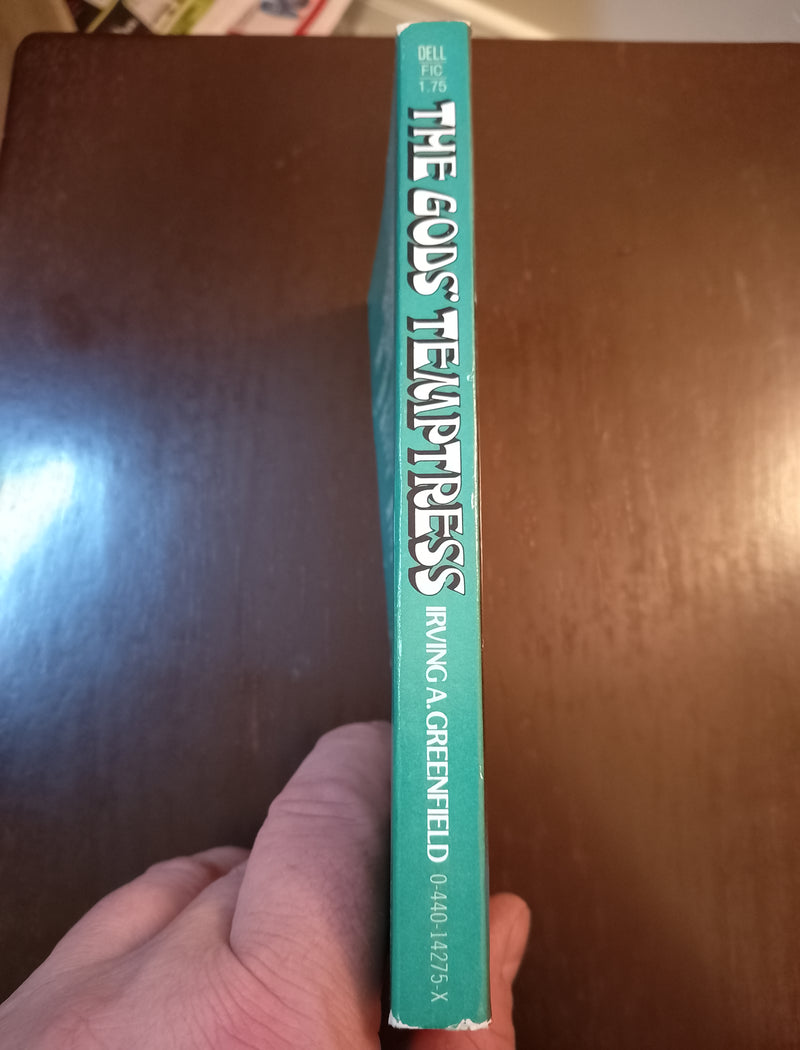 DELL
FIC
1.75
THE GODS' TEMPTRESS
IRVING A. GREENFIELD
0-440-14275-X